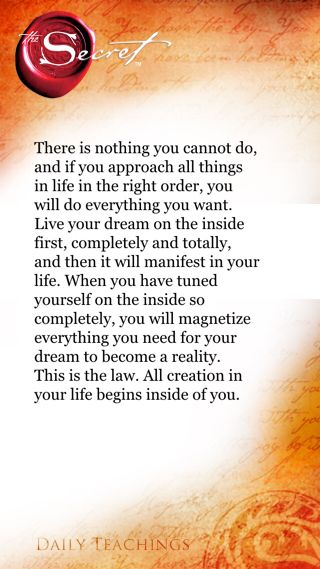 the Secret™
There is nothing you cannot do,
and if you approach all things
in life in the right order, you
will do everything you want.
Live your dream on the inside
first, completely and totally,
and then it will manifest in your
life. When you have tuned
yourself on the inside so
completely, you will magnetize
everything you need for your
dream to become a reality.
This is the law. All creation in
your life begins inside of you.
DAILY TEACHINGS